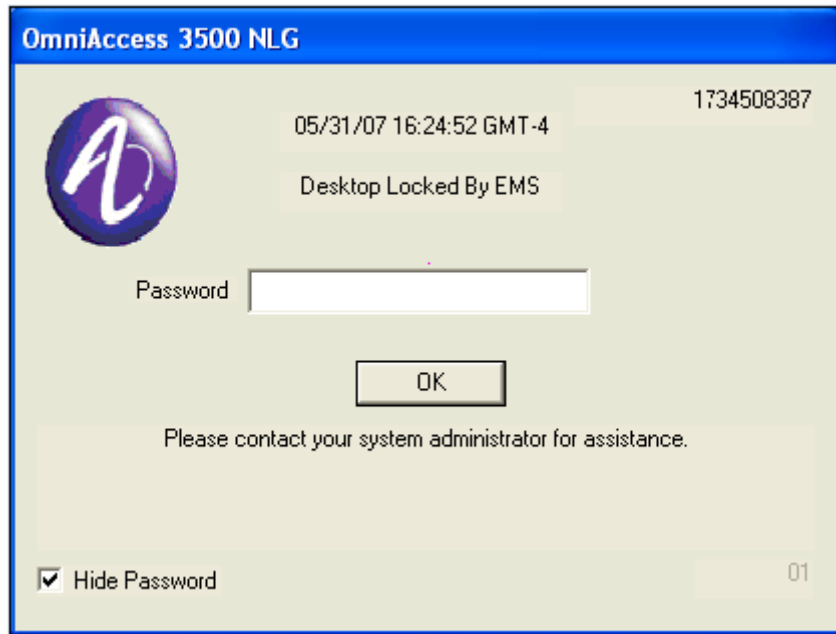 OmniAccess 3500 NLG
1734508387
05/31/07 16:24:52 GMT-4
Desktop Locked By EMS
Password
OK
Please contact your system administrator for assistance.
Hide Password
01